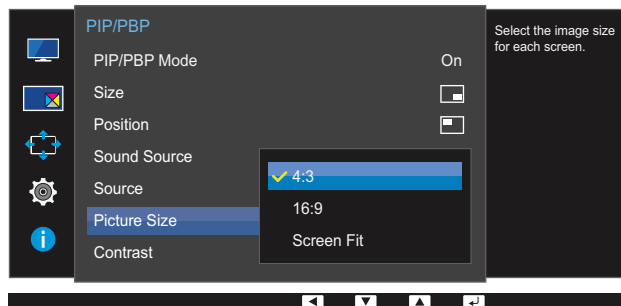 PIP/PBP
PIP/PBP Mode On
Size
Position
Sound Source
Source
Picture Size
Contrast
4:3
16:9
Screen Fit
Select the image size
for each screen.